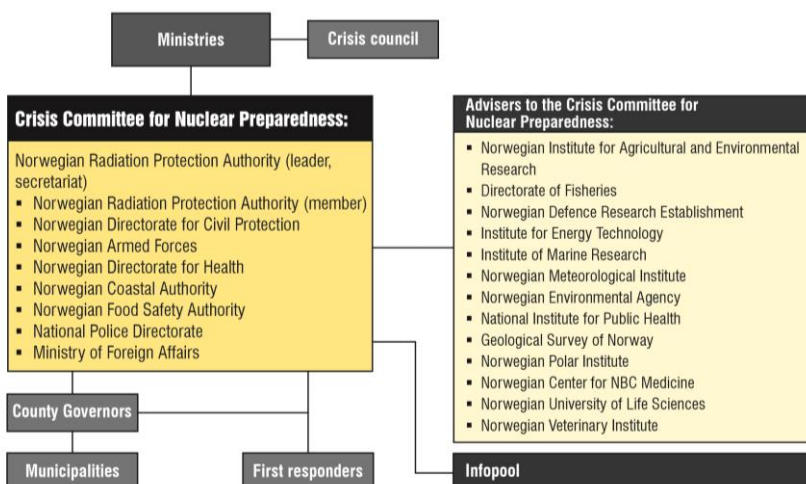 Ministries
Crisis council
Crisis Committee for Nuclear Preparedness:
Norwegian Radiation Protection Authority (leader,
secretariat)
▪ Norwegian Radiation Protection Authority (member)
▪ Norwegian Directorate for Civil Protection
▪ Norwegian Armed Forces
▪ Norwegian Directorate for Health
▪ Norwegian Coastal Authority
▪ Norwegian Food Safety Authority
▪ National Police Directorate
▪ Ministry of Foreign Affairs
Advisers to the Crisis Committee for
Nuclear Preparedness:
▪ Norwegian Institute for Agricultural and Environmental
Research
▪ Directorate of Fisheries
▪ Norwegian Defence Research Establishment
▪ Institute for Energy Technology
▪ Institute of Marine Research
▪ Norwegian Meteorological Institute
▪ Norwegian Environmental Agency
▪ National Institute for Public Health
▪ Geological Survey of Norway
▪ Norwegian Polar Institute
▪ Norwegian Center for NBC Medicine
▪ Norwegian University of Life Sciences
▪ Norwegian Veterinary Institute
County Governors
Municipalities
First responders
Infopool